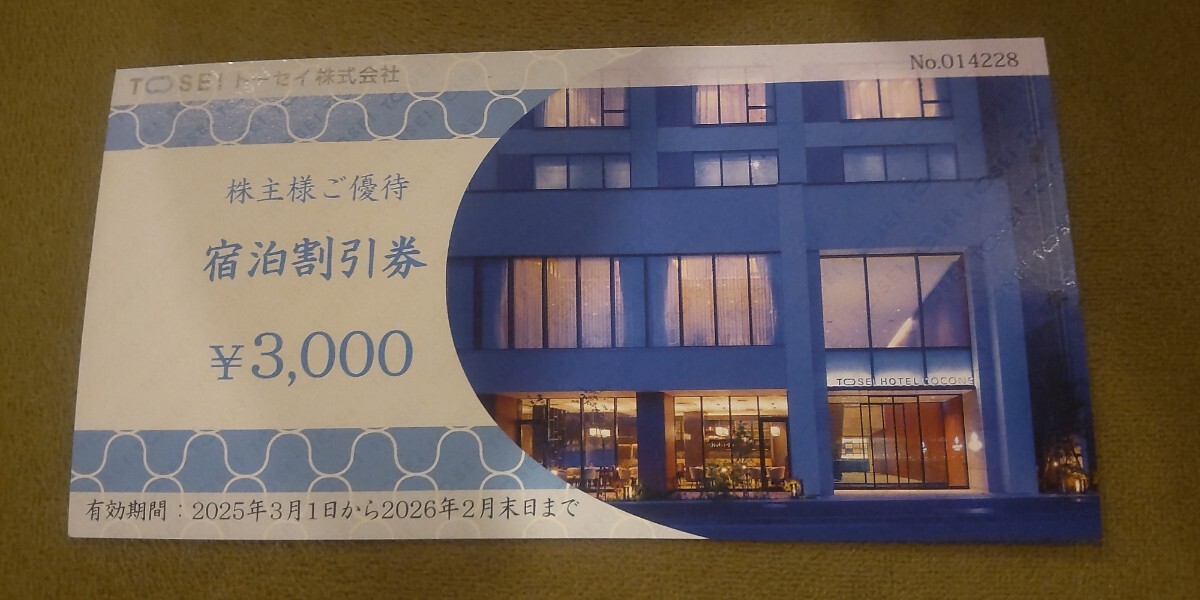 TOSEI トーセイ株式会社
No.014228
株主様ご優待
宿泊割引券
¥3,000
TOSEI HOTEL COCONE
有効期間：2025年3月1日から2026年2月末日まで